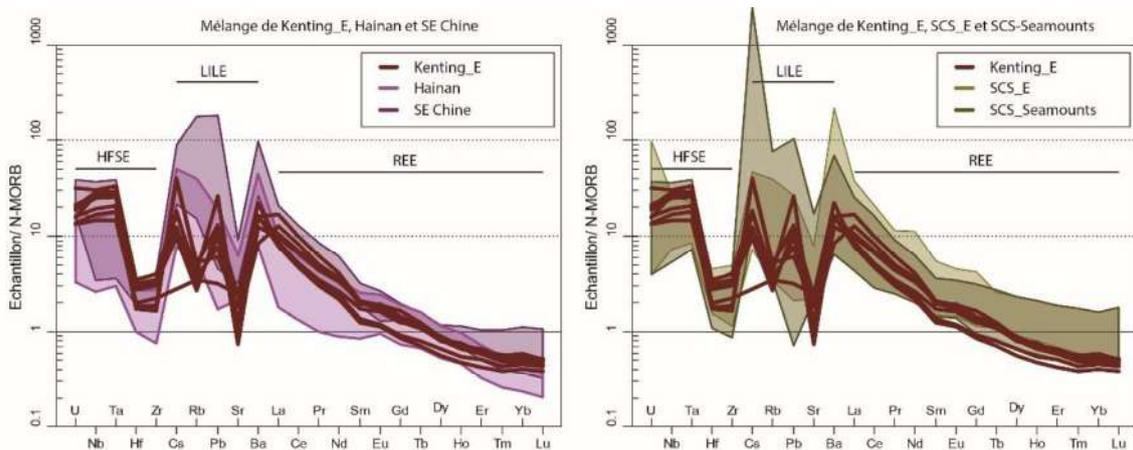 Mélange de Kenting_E, Hainan et SE Chine
1000
100
10
1
0.1
Echantillon/ N-MORB
LILE
HFSE
REE
Kenting_E
Hainan
SE Chine
U Ta Zr Rb Sr La Pr Sm Gd Dy Er Yb
Nb Hf Cs Pb Ba Ce Nd Eu Tb Ho Tm Lu
Mélange de Kenting_E, SCS_E et SCS-Seamounts
1000
100
10
1
0.1
Echantillon/ N-MORB
LILE
HFSE
REE
Kenting_E
SCS_E
SCS_Seamounts
U Ta Zr Rb Sr La Pr Sm Gd Dy Er Yb
Nb Hf Cs Pb Ba Ce Nd Eu Tb Ho Tm Lu